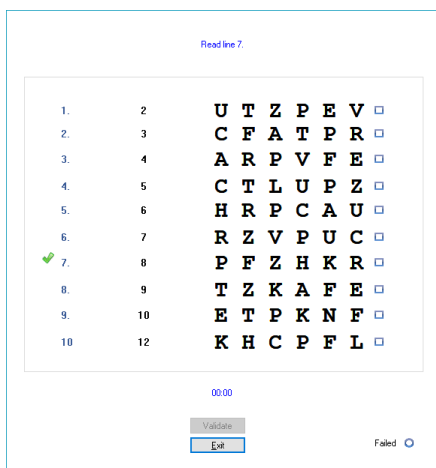 Read line 7.
1. 2 U T Z P E V
2. 3 C F A T P R
3. 4 A R P V F E
4. 5 C T L U P Z
5. 6 H R P C A U
6. 7 R Z V P U C
7. 8 P F Z H K R
8. 9 T Z K A F E
9. 10 E T P K N F
10 12 K H C P F L
00:00
Validate
Exit
Failed